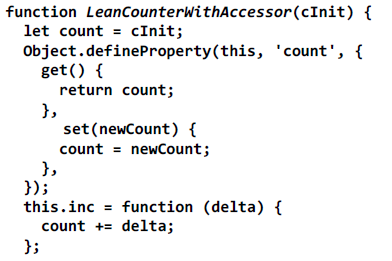 function LeanCounterWithAccessor(cInit) {
  let count = cInit;
  Object.defineProperty(this, 'count', {
    get() {
      return count;
    },
      set(newCount) {
      count = newCount;
    },
  });
  this.inc = function (delta) {
    count += delta;
  };